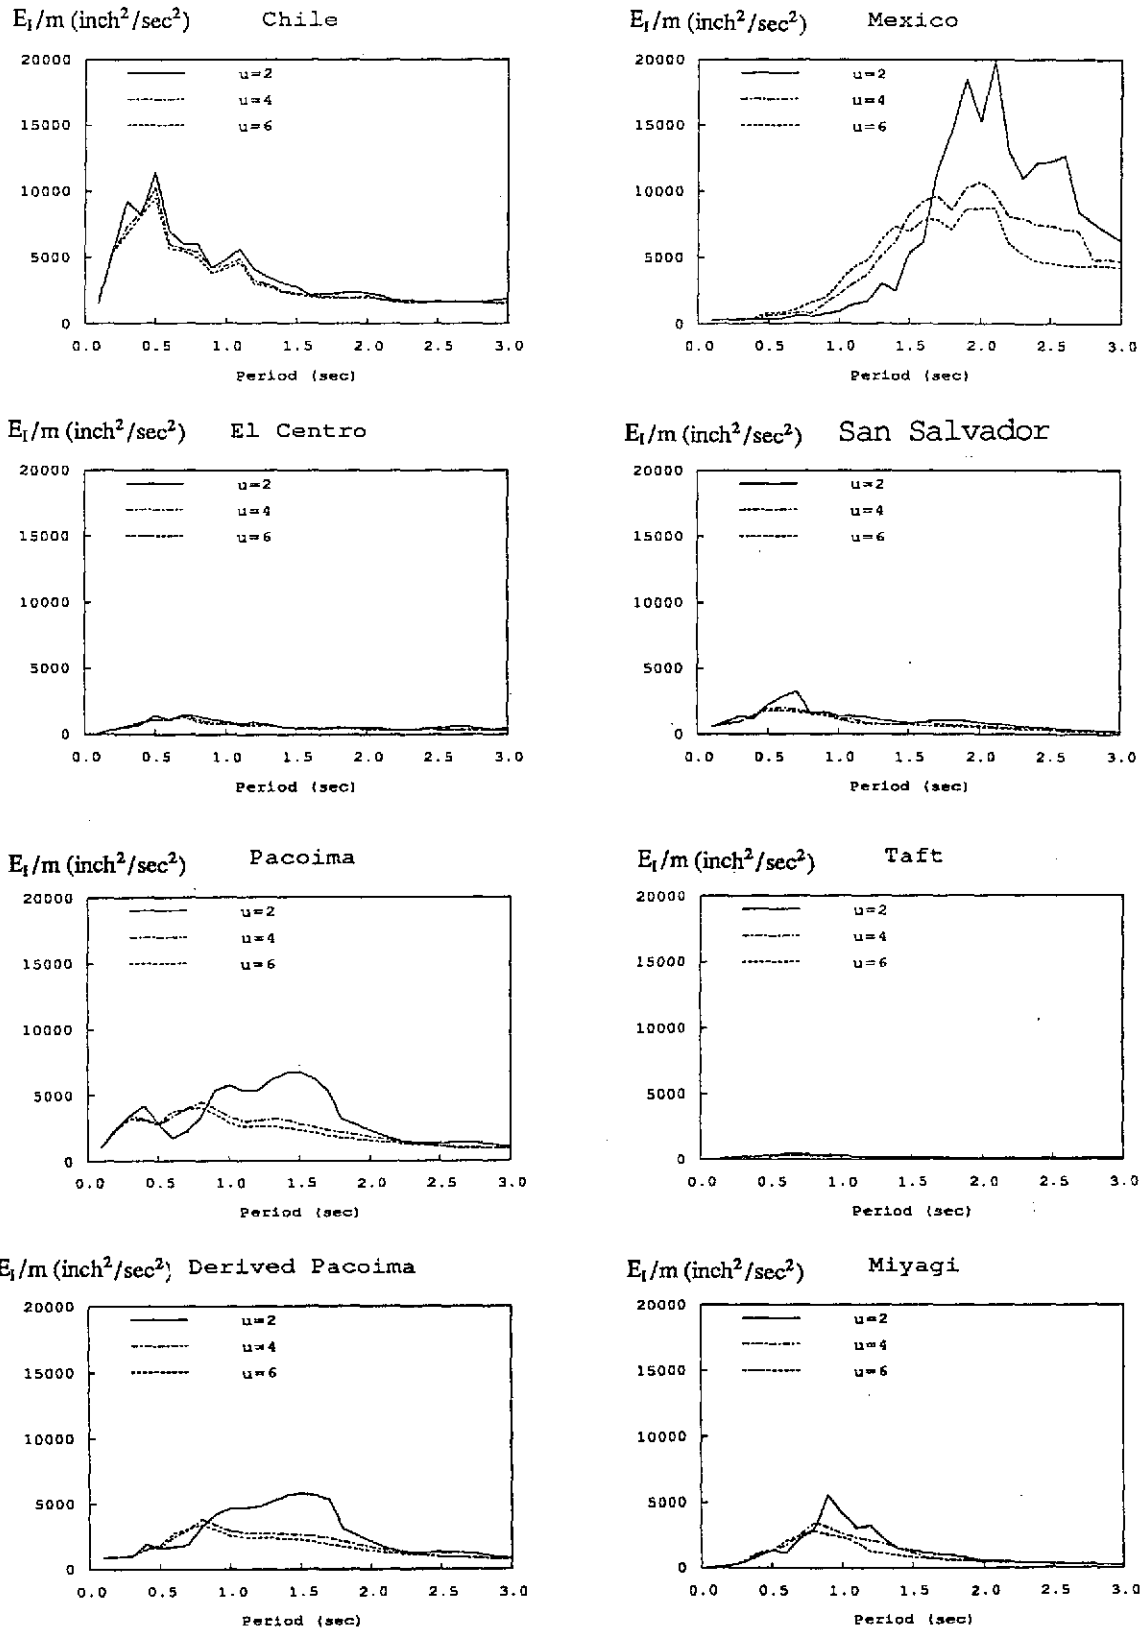 E_I/m (inch²/sec²) Chile
20000
15000
10000
5000
0
u=2
u=4
u=6
0.0 0.5 1.0 1.5 2.0 2.5 3.0
Period (sec)
E_I/m (inch²/sec²) Mexico
20000
15000
10000
5000
0
u=2
u=4
u=6
0.0 0.5 1.0 1.5 2.0 2.5 3.0
Period (sec)
E_I/m (inch²/sec²) El Centro
20000
15000
10000
5000
0
u=2
u=4
u=6
0.0 0.5 1.0 1.5 2.0 2.5 3.0
Period (sec)
E_I/m (inch²/sec²) San Salvador
20000
15000
10000
5000
0
u=2
u=4
u=6
0.0 0.5 1.0 1.5 2.0 2.5 3.0
Period (sec)
E_I/m (inch²/sec²) Pacoima
20000
15000
10000
5000
0
u=2
u=4
u=6
0.0 0.5 1.0 1.5 2.0 2.5 3.0
Period (sec)
E_I/m (inch²/sec²) Taft
20000
15000
10000
5000
0
u=2
u=4
u=6
0.0 0.5 1.0 1.5 2.0 2.5 3.0
Period (sec)
E_I/m (inch²/sec²) Derived Pacoima
20000
15000
10000
5000
0
u=2
u=4
u=6
0.0 0.5 1.0 1.5 2.0 2.5 3.0
Period (sec)
E_I/m (inch²/sec²) Miyagi
20000
15000
10000
5000
0
u=2
u=4
u=6
0.0 0.5 1.0 1.5 2.0 2.5 3.0
Period (sec)